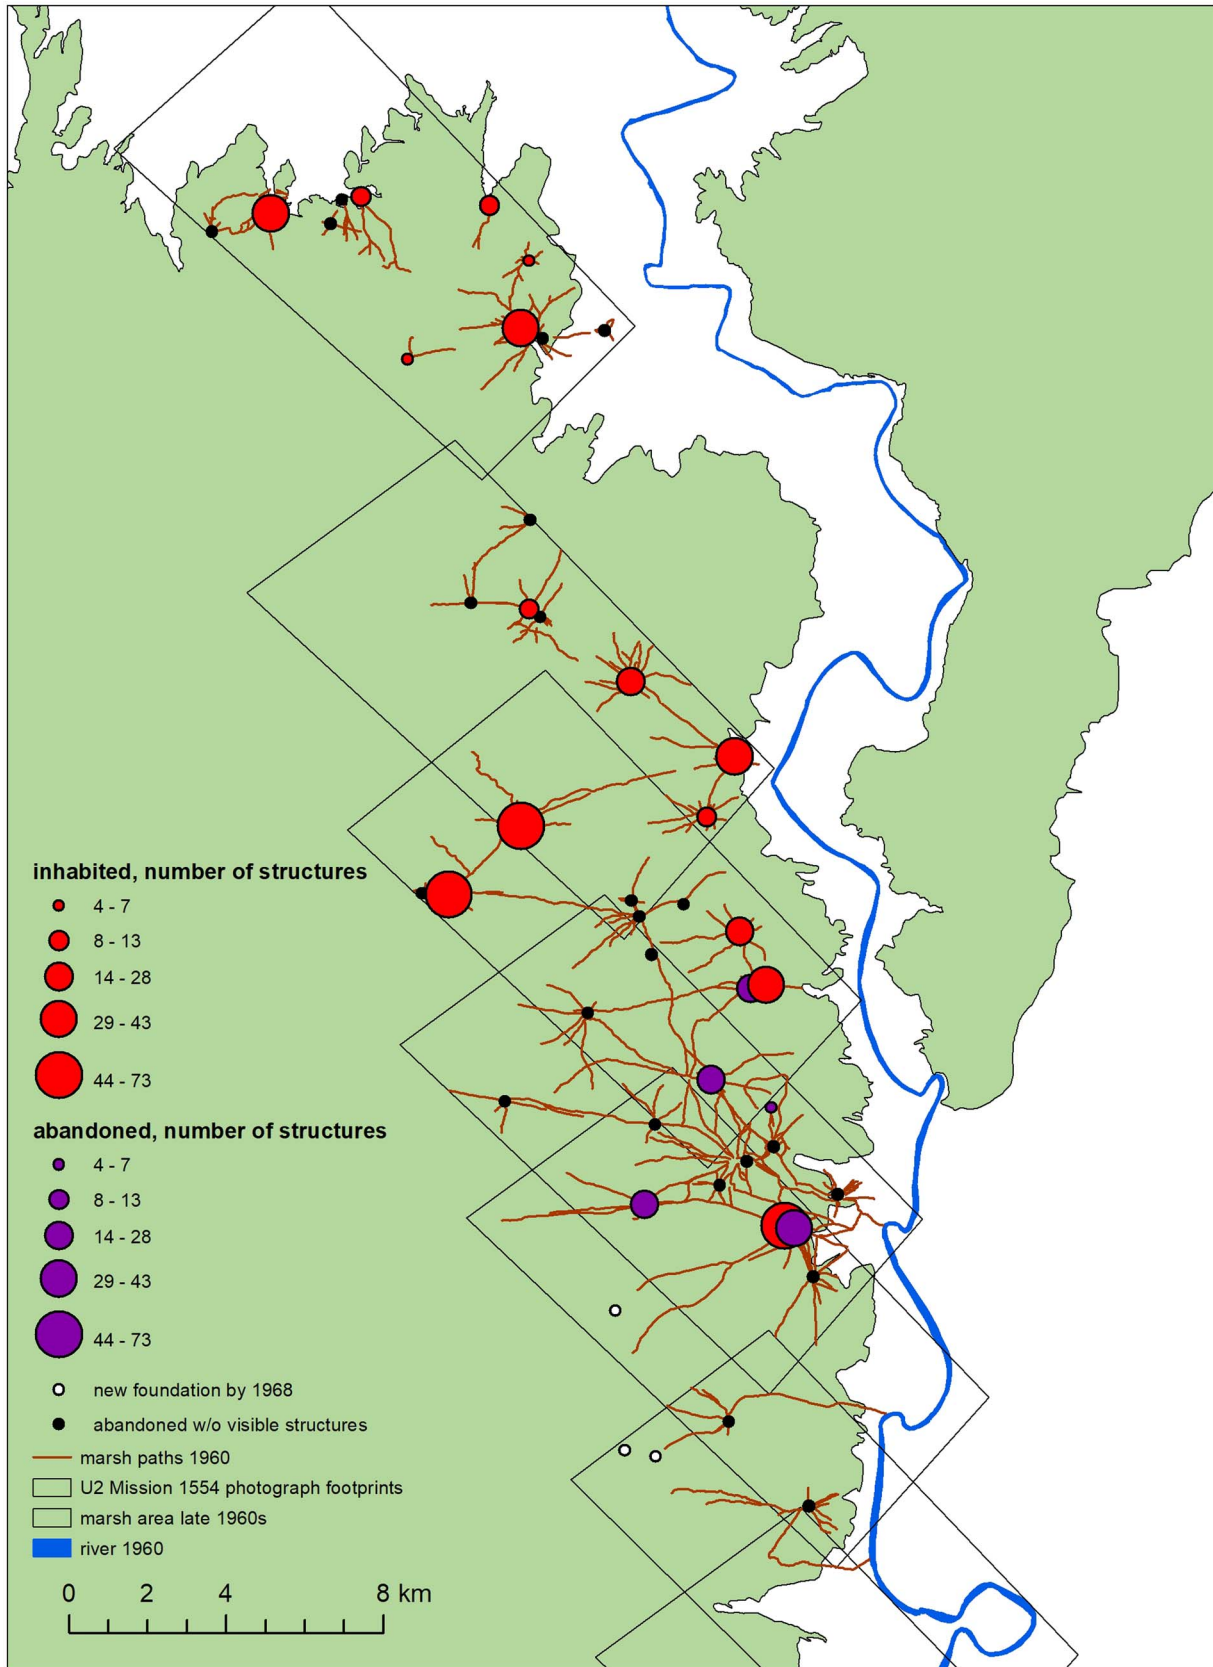 inhabited, number of structures
4 - 7
8 - 13
14 - 28
29 - 43
44 - 73
abandoned, number of structures
4 - 7
8 - 13
14 - 28
29 - 43
44 - 73
new foundation by 1968
abandoned w/o visible structures
marsh paths 1960
U2 Mission 1554 photograph footprints
marsh area late 1960s
river 1960
0 2 4 8 km